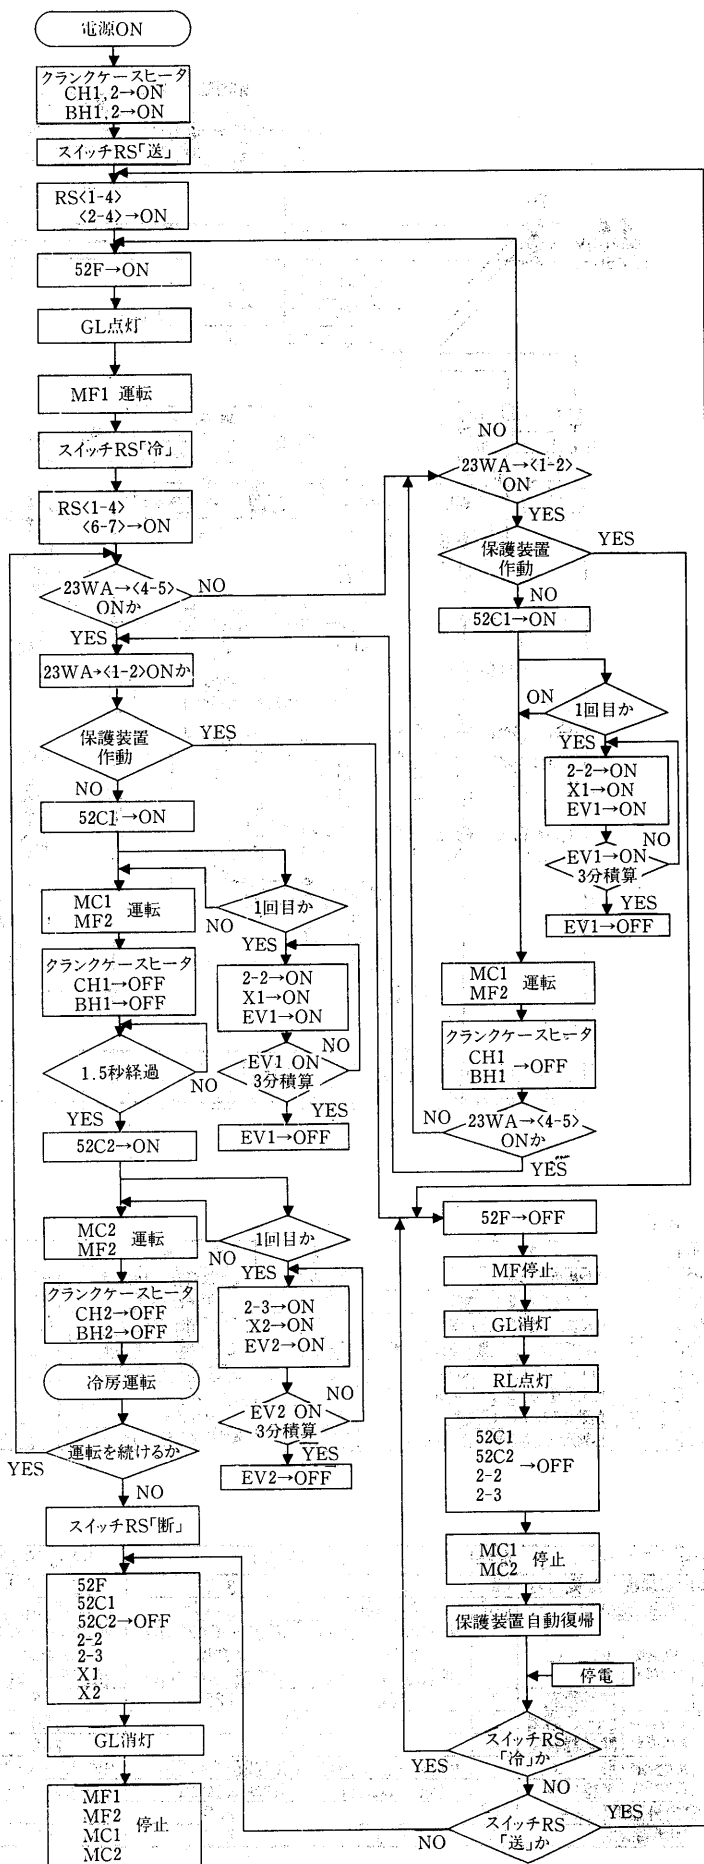 電源ON
クランクケースヒータ
CH1,2→ON
BH1,2→ON
スイッチRS「送」
RS<1-4>
<2-4>→ON
52F→ON
GL点灯
MF1 運転
スイッチRS「冷」
RS<1-4>
<6-7>→ON
23WA→<4-5>
ONか
NO
YES
23WA→<1-2>ONか
保護装置
作動
YES
NO
52C1→ON
MC1
MF2 運転
NO
1回目か
YES
クランクケースヒータ
CH1→OFF
BH1→OFF
2-2→ON
X1→ON
EV1→ON
1.5秒経過
NO
YES
EV1 ON
3分積算
NO
YES
EV1→OFF
52C2→ON
MC2
MF2 運転
NO
1回目か
YES
クランクケースヒータ
CH2→OFF
BH2→OFF
2-3→ON
X2→ON
EV2→ON
冷房運転
EV2 ON
3分積算
NO
YES
EV2→OFF
運転を続けるか
YES
NO
スイッチRS「断」
52F
52C1
52C2→OFF
2-2
2-3
X1
X2
GL消灯
MF1
MF2
MC1 停止
MC2
NO
23WA→<1-2>
ON
YES
保護装置
作動
YES
NO
52C1→ON
ON
1回目か
YES
2-2→ON
X1→ON
EV1→ON
NO
EV1→ON
3分積算
YES
EV1→OFF
MC1
MF2 運転
クランクケースヒータ
CH1
BH1 →OFF
NO
23WA→<4-5>
ONか
YES
52F→OFF
MF停止
GL消灯
RL点灯
52C1
52C2
2-2 →OFF
2-3
MC1
MC2 停止
保護装置自動復帰
停電
スイッチRS
「冷」か
YES
NO
スイッチRS
「送」か
YES
NO